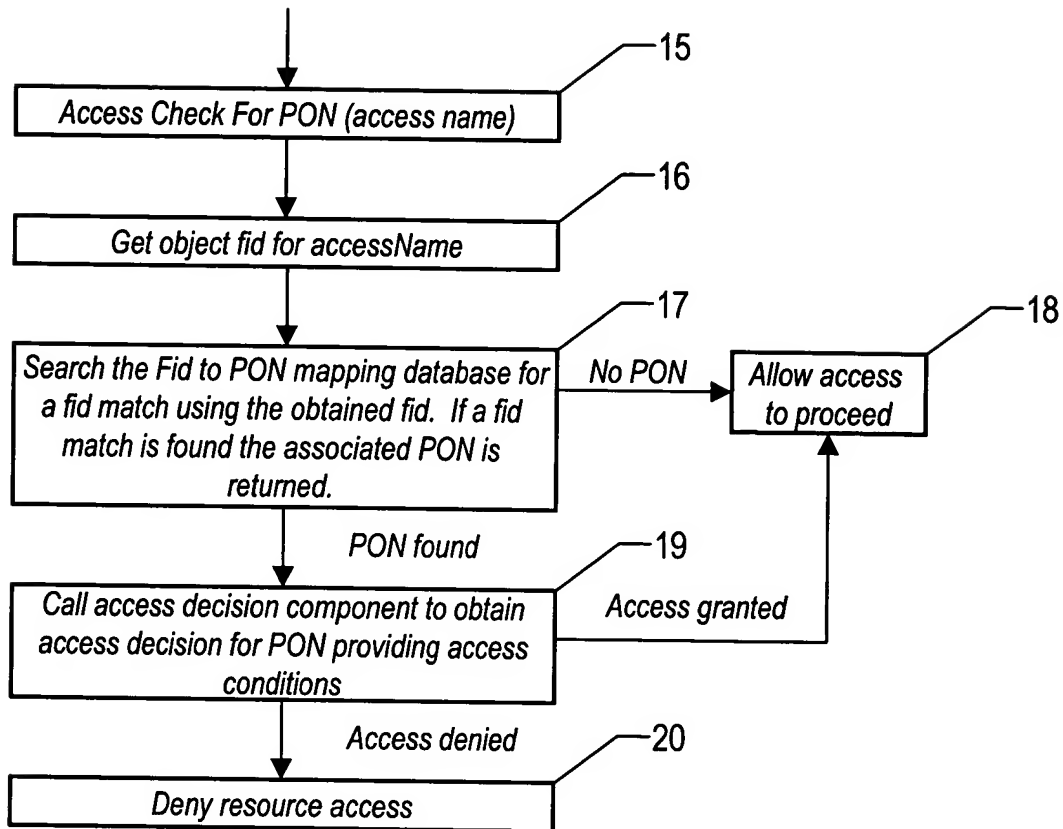 15
Access Check For PON (access name)
16
Get object fid for accessName
17
Search the Fid to PON mapping database for
a fid match using the obtained fid. If a fid
match is found the associated PON is
returned.
No PON
18
Allow access
to proceed
PON found
19
Call access decision component to obtain
access decision for PON providing access
conditions
Access granted
Access denied
20
Deny resource access